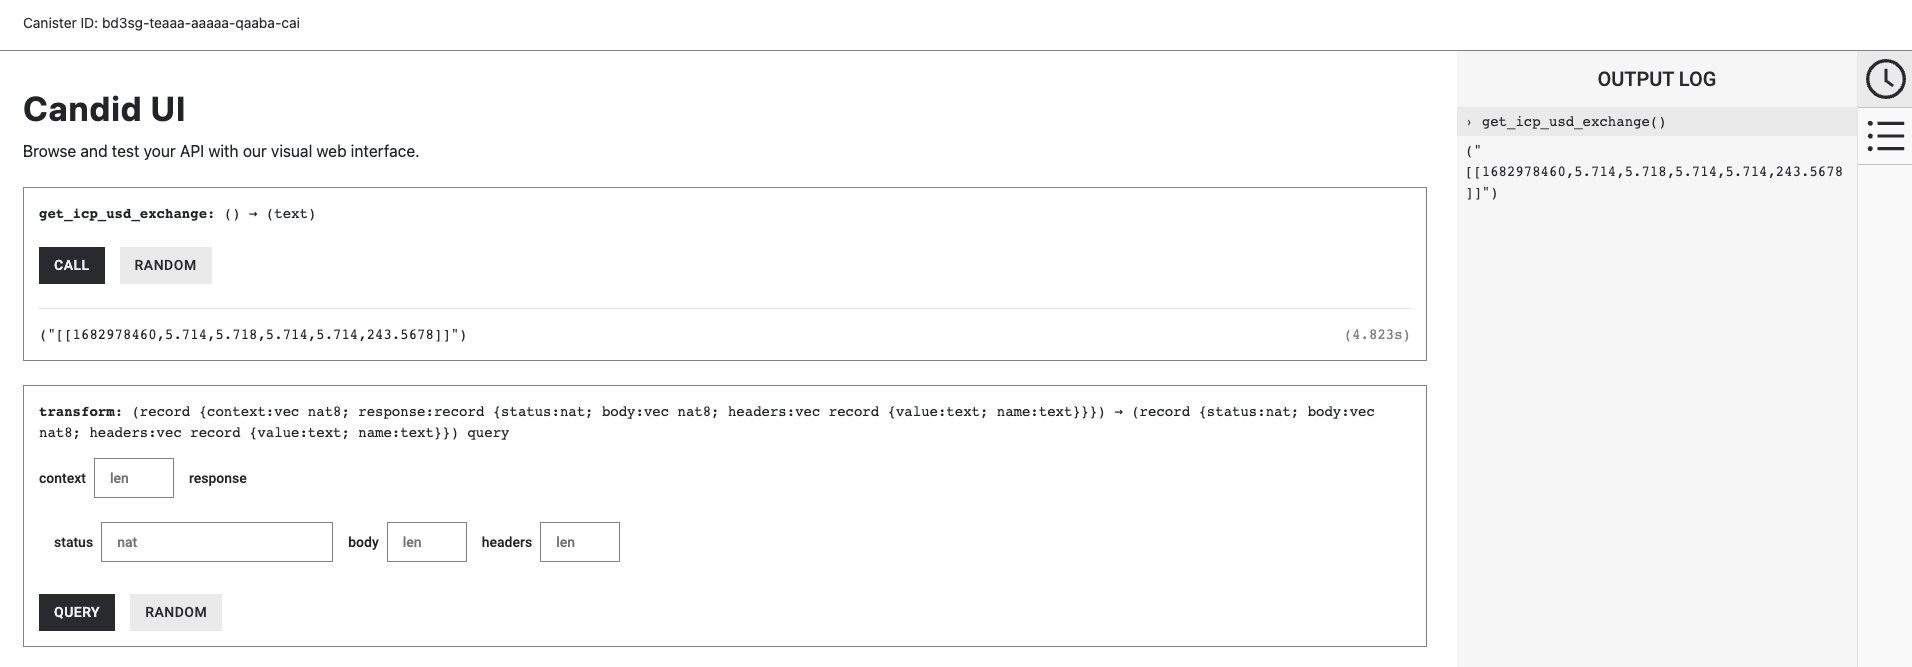 Canister ID: bd3sg-teaaa-aaaaa-qaaba-cai
Candid UI
Browse and test your API with our visual web interface.
get_icp_usd_exchange: () → (text)
CALL RANDOM
("[[1682978460,5.714,5.718,5.714,5.714,243.5678]]") (4.823s)
transform: (record {context:vec nat8; response:record {status:nat; body:vec nat8; headers:vec record {value:text; name:text}}}) → (record {status:nat; body:vec
nat8; headers:vec record {value:text; name:text}}) query
context len response
status nat body len headers len
QUERY RANDOM
OUTPUT LOG
› get_icp_usd_exchange()
("
[[1682978460,5.714,5.718,5.714,5.714,243.5678
]]")